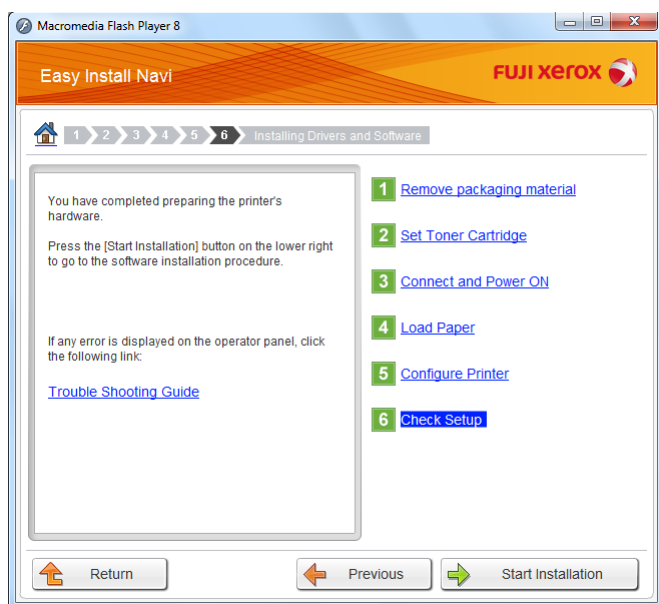 Macromedia Flash Player 8
Easy Install Navi
FUJI xerox
1 2 3 4 5 6 Installing Drivers and Software
You have completed preparing the printer's
hardware.
Press the [Start Installation] button on the lower right
to go to the software installation procedure.
If any error is displayed on the operator panel, click
the following link:
Trouble Shooting Guide
1 Remove packaging material
2 Set Toner Cartridge
3 Connect and Power ON
4 Load Paper
5 Configure Printer
6 Check Setup
Return
Previous
Start Installation